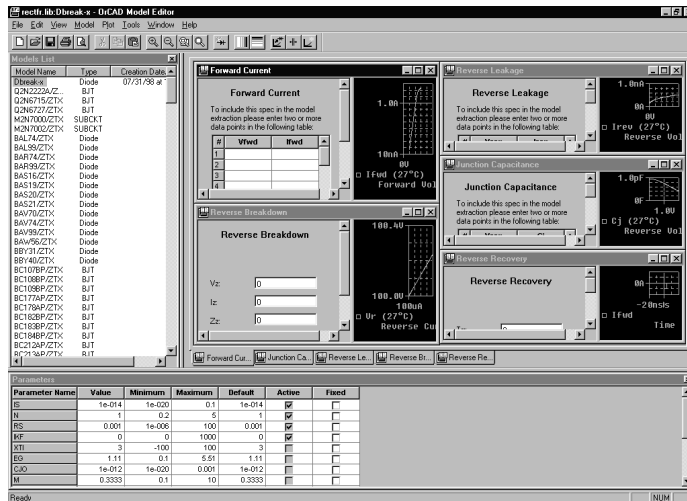 rectfr.lib:Dbreak-x - OrCAD Model Editor
File Edit View Model Plot Tools Window Help
Models List
Model Name Type Creation Date
Dbreak-x Diode 07/31/98 at
Q2N2222A/Z... BJT
Q2N6715/ZTX BJT
Q2N6727/ZTX BJT
M2N7000/ZTX SUBCKT
M2N7002/ZTX SUBCKT
BAL74/ZTX Diode
BAL99/ZTX Diode
BAR74/ZTX Diode
BAR99/ZTX Diode
BAS16/ZTX Diode
BAS19/ZTX Diode
BAS20/ZTX Diode
BAS21/ZTX Diode
BAV70/ZTX Diode
BAV74/ZTX Diode
BAV99/ZTX Diode
BAW56/ZTX Diode
BBY31/ZTX Diode
BBY40/ZTX Diode
BC107BP/ZTX BJT
BC108BP/ZTX BJT
BC109BP/ZTX BJT
BC177AP/ZTX BJT
BC178AP/ZTX BJT
BC182BP/ZTX BJT
BC183BP/ZTX BJT
BC184BP/ZTX BJT
BC212AP/ZTX BJT
BC213AP/ZTX BJT
Forward Current
Forward Current
To include this spec in the model
extraction please enter two or more
data points in the following table:
# Vfwd Ifwd
1
2
3
4
1.0A
10mA
0U
Ifwd (27°C)
Forward Vol
Reverse Leakage
Reverse Leakage
To include this spec in the model
extraction please enter two or more
data points in the following table:
1.0nA
0A
0U
Irev (27°C)
Reverse Vol
Junction Capacitance
Junction Capacitance
To include this spec in the model
extraction please enter two or more
data points in the following table:
1.0pF
0F
1.0U
Cj (27°C)
Reverse Vol
Reverse Breakdown
Reverse Breakdown
Vz: 0
Iz: 0
Zz: 0
100.4U
100.0U
100uA
Vr (27°C)
Reverse Cu
Reverse Recovery
Reverse Recovery
0A
-20ns
Ifwd
Time
Forward Cur... Junction Ca... Reverse Le... Reverse Br... Reverse Re...
Parameters
Parameter Name Value Minimum Maximum Default Active Fixed
IS 1e-014 1e-020 0.1 1e-014
N 1 0.2 5 1
RS 0.001 1e-006 100 0.001
IKF 0 0 1000 0
XTI 3 -100 100 3
EG 1.11 0.1 5.51 1.11
CJO 1e-012 1e-020 0.001 1e-012
M 0.3333 0.1 10 0.3333
Ready NUM